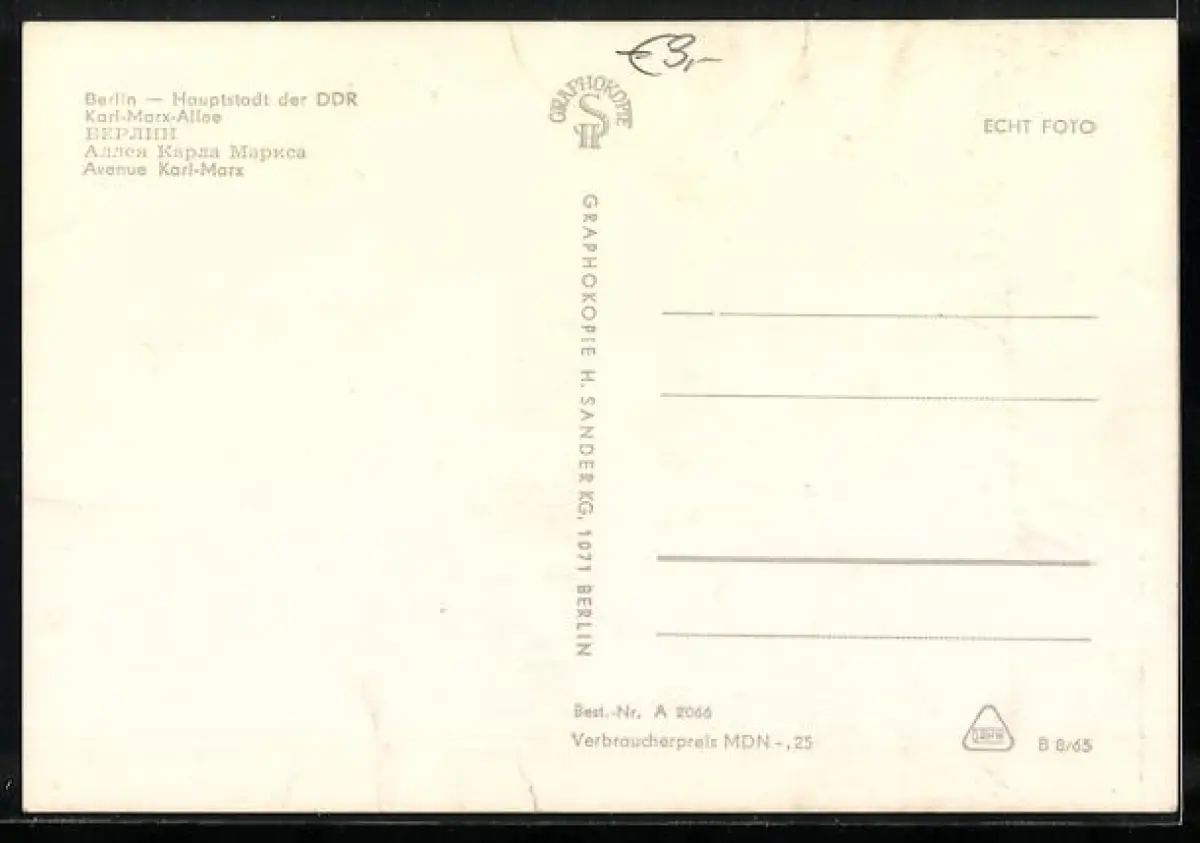 €3,-
Berlin — Hauptstadt der DDR
Karl-Marx-Allee
БЕРЛИН
Аллея Карла Маркса
Avenue Karl-Marx
GRAPHOKOPIE
SH
ECHT FOTO
GRAPHOKOPIE H. SANDER KG, 1071 BERLIN
Best.-Nr. A 2066
Verbraucherpreis MDN -,25
B 8/65